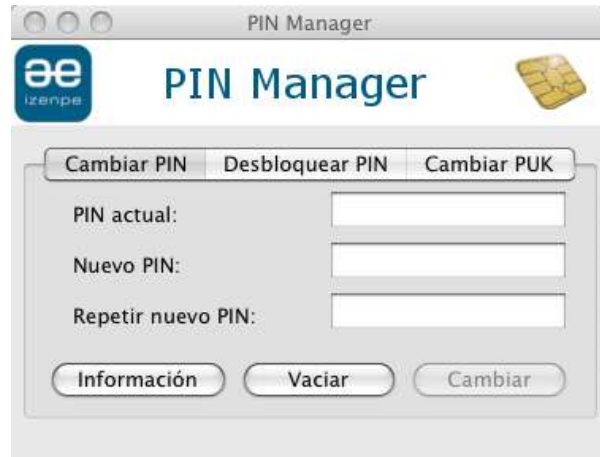 PIN Manager
izenpe
PIN Manager
Cambiar PIN Desbloquear PIN Cambiar PUK
PIN actual:
Nuevo PIN:
Repetir nuevo PIN:
Información Vaciar Cambiar